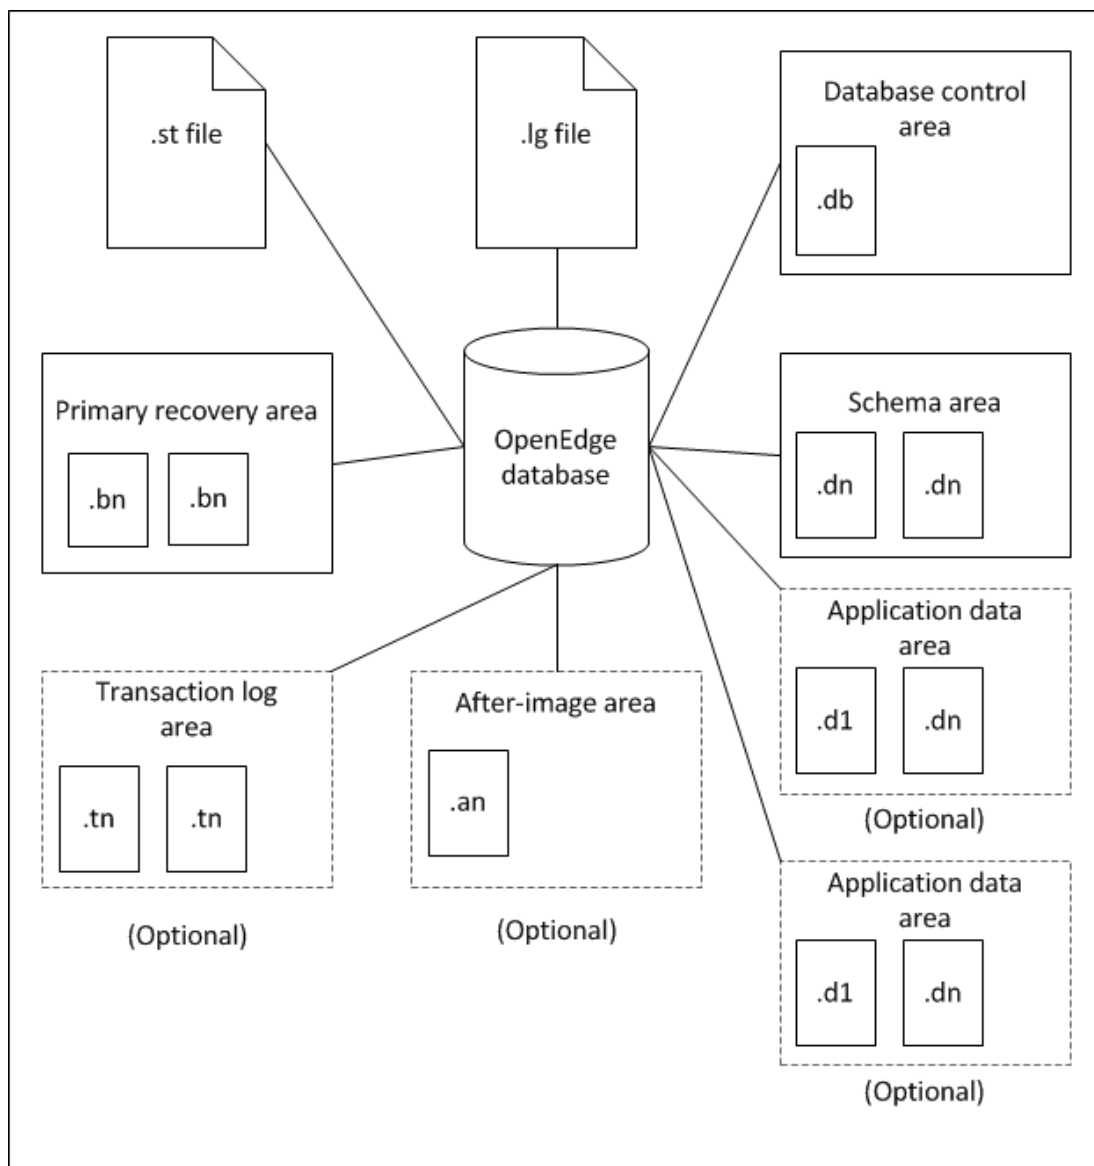 .st file
.lg file
Database control
area
.db
Primary recovery area
.bn
.bn
OpenEdge
database
Schema area
.dn
.dn
Transaction log
area
.tn
.tn
(Optional)
After-image area
.an
(Optional)
Application data
area
.d1
.dn
(Optional)
Application data
area
.d1
.dn
(Optional)